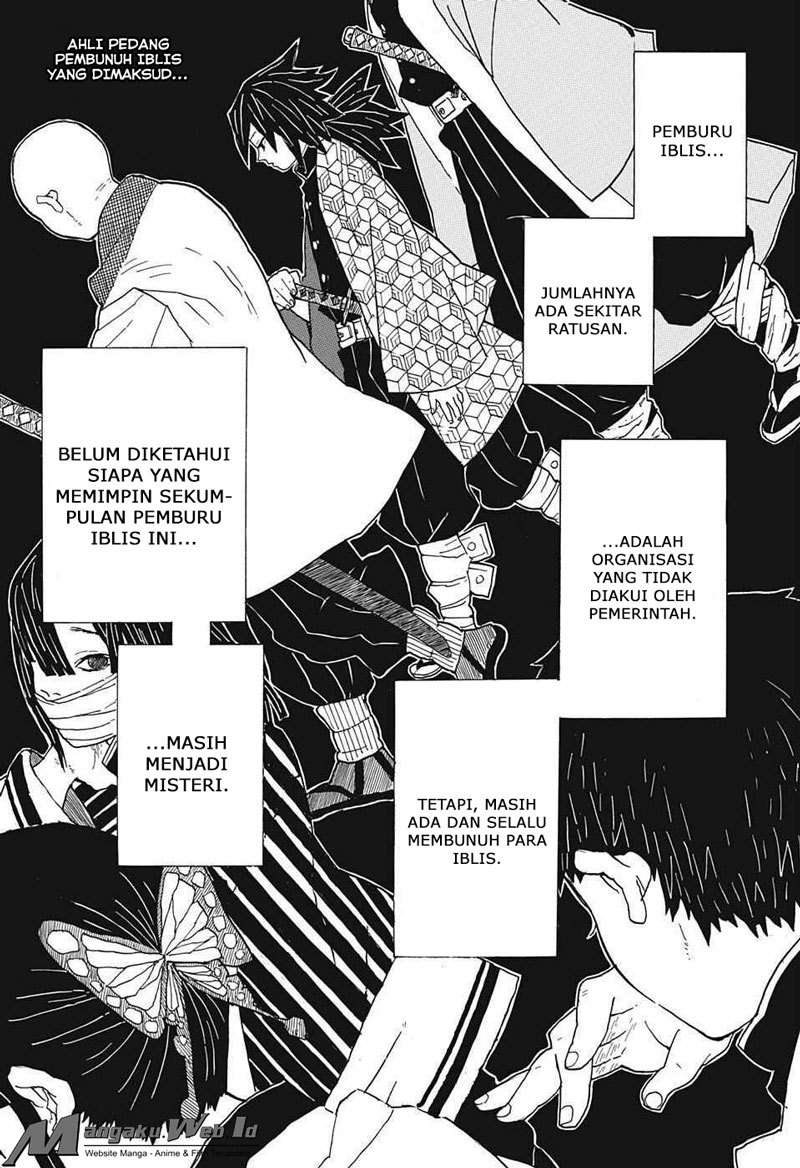 AHLI PEDANG
PEMBUNUH IBLIS
YANG DIMAKSUD...
PEMBURU
IBLIS...
JUMLAHNYA
ADA SEKITAR
RATUSAN.
...ADALAH
ORGANISASI
YANG TIDAK
DIAKUI OLEH
PEMERINTAH.
TETAPI, MASIH
ADA DAN SELALU
MEMBUNUH PARA
IBLIS.
BELUM DIKETAHUI
SIAPA YANG
MEMIMPIN SEKUM-
PULAN PEMBURU
IBLIS INI...
...MASIH
MENJADI
MISTERI.
Mangaku.Web Id
Website Manga - Anime &